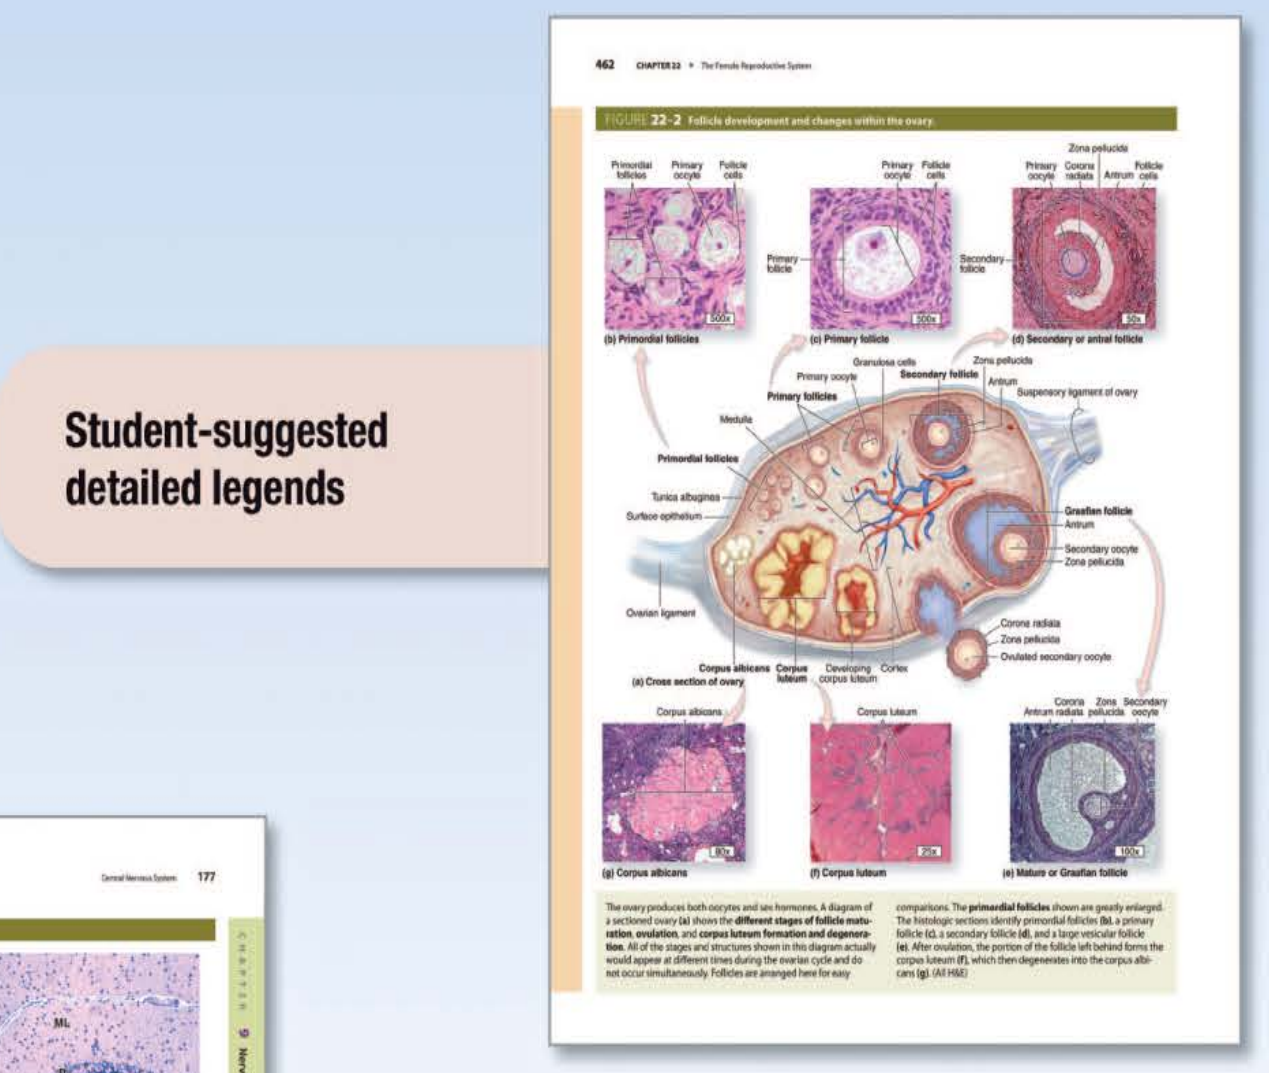 462 CHAPTER 22 • The Female Reproductive System
FIGURE 22-2 Follicle development and changes within the ovary.
Primordial
follicles
Primary
oocyte
Follicle
cells
500x
(b) Primordial follicles
Primary
oocyte
Follicle
cells
Primary
follicle
500x
(c) Primary follicle
Zona pellucida
Primary
oocyte
Corona
radiata
Antrum
Follicle
cells
Secondary
follicle
50x
(d) Secondary or antral follicle
Granulosa cells
Zona pellucida
Primary oocyte
Secondary follicle
Antrum
Primary follicles
Suspensory ligament of ovary
Medulla
Primordial follicles
Tunica albuginea
Surface epithelium
Graafian follicle
Antrum
Secondary oocyte
Zona pellucida
Ovarian ligament
Corona radiata
Zona pellucida
Ovulated secondary oocyte
Corpus albicans
Corpus
luteum
Developing
corpus luteum
Cortex
(a) Cross section of ovary
Corpus albicans
80x
(g) Corpus albicans
Corpus luteum
25x
(f) Corpus luteum
Antrum
Corona
radiata
Zona
pellucida
Secondary
oocyte
100x
(e) Mature or Graafian follicle
The ovary produces both oocytes and sex hormones. A diagram of
a sectioned ovary (a) shows the different stages of follicle matu-
ration, ovulation, and corpus luteum formation and degenera-
tion. All of the stages and structures shown in this diagram actually
would appear at different times during the ovarian cycle and do
not occur simultaneously. Follicles are arranged here for easy
comparisons. The primordial follicles shown are greatly enlarged.
The histologic sections identify primordial follicles (b), a primary
follicle (c), a secondary follicle (d), and a large vesicular follicle
(e). After ovulation, the portion of the follicle left behind forms the
corpus luteum (f), which then degenerates into the corpus albi-
cans (g). (All H&E)
Student-suggested
detailed legends
Central Nervous System 177
CHAPTER 9 Nerv
ML